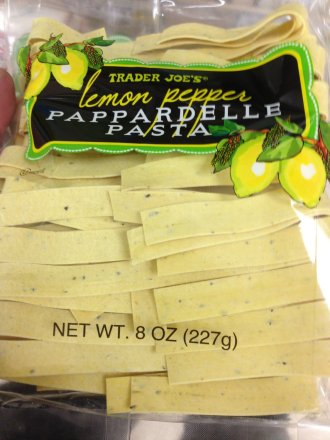 TRADER JOE'S®
lemon pepper
PAPPARDELLE
PASTA
NET WT. 8 OZ (227g)